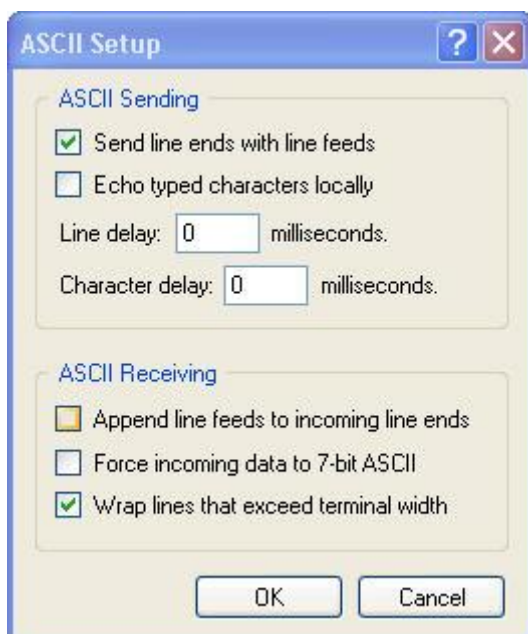 ASCII Setup
ASCII Sending
Send line ends with line feeds
Echo typed characters locally
Line delay: 0 milliseconds.
Character delay: 0 milliseconds.
ASCII Receiving
Append line feeds to incoming line ends
Force incoming data to 7-bit ASCII
Wrap lines that exceed terminal width
OK Cancel